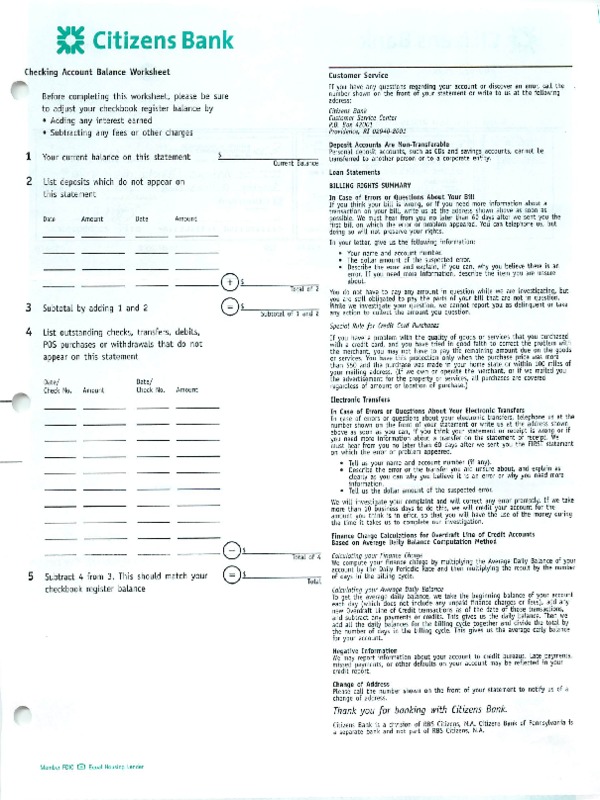 Citizens Bank
Checking Account Balance Worksheet
Before completing this worksheet, please be sure
to adjust your checkbook register balance by
• Adding any interest earned
• Subtracting any fees or other charges
1 Your current balance on this statement $
Current Balance
2 List deposits which do not appear on
this statement
Date Amount Date Amount
+ $
Total of 2
3 Subtotal by adding 1 and 2 = $
Subtotal of 1 and 2
4 List outstanding checks, transfers, debits,
POS purchases or withdrawals that do not
appear on this statement
Date/ Date/
Check No. Amount Check No. Amount
− $
Total of 4
5 Subtract 4 from 3. This should match your = $
Total
checkbook register balance
Member FDIC Equal Housing Lender
Customer Service
If you have any questions regarding your account or discover an error, call the
number shown on the front of your statement or write to us at the following
address:
Citizens Bank
Customer Service Center
P.O. Box 42001
Providence, RI 02940-2001
Deposit Accounts Are Non-Transferable
Personal deposit accounts, such as CDs and savings accounts, cannot be
transferred to another person or to a corporate entity.
Loan Statements
BILLING RIGHTS SUMMARY
In Case of Errors or Questions About Your Bill
If you think your bill is wrong, or if you need more information about a
transaction on your bill, write us at the address shown above as soon as
possible. We must hear from you no later than 60 days after we sent you the
first bill on which the error or problem appeared. You can telephone us, but
doing so will not preserve your rights.
In your letter, give us the following information:
• Your name and account number.
• The dollar amount of the suspected error.
• Describe the error and explain, if you can, why you believe there is an
error. If you need more information, describe the item you are unsure
about.
You do not have to pay any amount in question while we are investigating, but
you are still obligated to pay the parts of your bill that are not in question.
While we investigate your question, we cannot report you as delinquent or take
any action to collect the amount you question.
Special Rule for Credit Card Purchases
If you have a problem with the quality of goods or services that you purchased
with a credit card, and you have tried in good faith to correct the problem with
the merchant, you may not have to pay the remaining amount due on the goods
or services. You have this protection only when the purchase price was more
than $50 and the purchase was made in your home state or within 100 miles of
your mailing address. (If we own or operate the merchant, or if we mailed you
the advertisement for the property or services, all purchases are covered
regardless of amount or location of purchase.)
Electronic Transfers
In Case of Errors or Questions About Your Electronic Transfers
In case of errors or questions about your electronic transfers, telephone us at the
number shown on the front of your statement or write us at the address shown
above as soon as you can, if you think your statement or receipt is wrong or if
you need more information about a transfer on the statement or receipt. We
must hear from you no later than 60 days after we sent you the FIRST statement
on which the error or problem appeared.
• Tell us your name and account number (if any).
• Describe the error or the transfer you are unsure about, and explain as
clearly as you can why you believe it is an error or why you need more
information.
• Tell us the dollar amount of the suspected error.
We will investigate your complaint and will correct any error promptly. If we take
more than 10 business days to do this, we will credit your account for the
amount you think is in error, so that you will have the use of the money during
the time it takes us to complete our investigation.
Finance Charge Calculations for Overdraft Line of Credit Accounts
Based on Average Daily Balance Computation Method
Calculating your Finance Charge
We compute your finance charge by multiplying the Average Daily Balance of your
account by the Daily Periodic Rate and then multiplying the result by the number
of days in the billing cycle.
Calculating your Average Daily Balance
To get the average daily balance, we take the beginning balance of your account
each day (which does not include any unpaid finance charges or fees), add any
new Overdraft Line of Credit transactions as of the date of those transactions,
and subtract any payments or credits. This gives us the daily balance. Then we
add all the daily balances for the billing cycle together and divide the total by
the number of days in the billing cycle. This gives us the average daily balance
for your account.
Negative Information
We may report information about your account to credit bureaus. Late payments,
missed payments, or other defaults on your account may be reflected in your
credit report.
Change of Address
Please call the number shown on the front of your statement to notify us of a
change of address.
Thank you for banking with Citizens Bank.
Citizens Bank is a division of RBS Citizens, N.A. Citizens Bank of Pennsylvania is
a separate bank and not part of RBS Citizens, N.A.